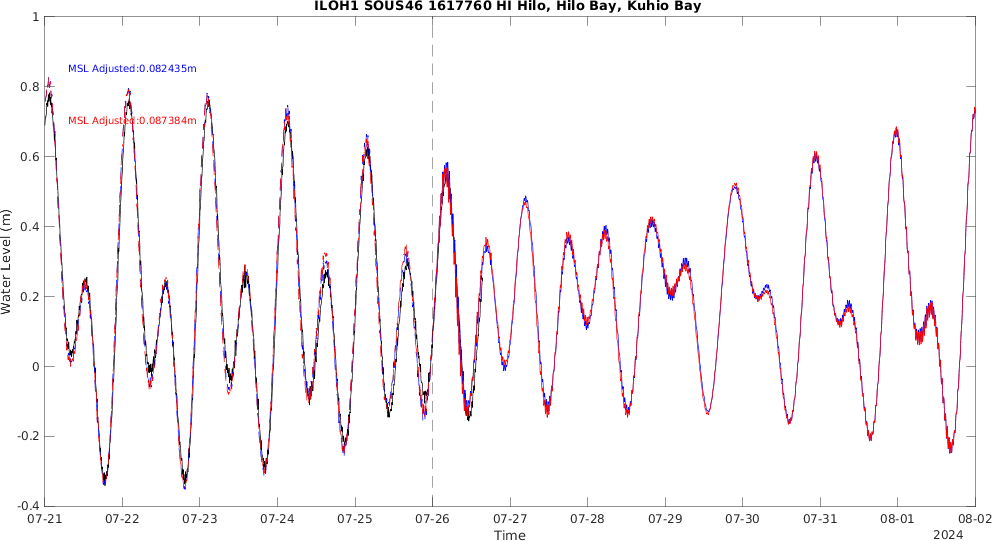 ILOH1 SOUS46 1617760 HI Hilo, Hilo Bay, Kuhio Bay
1
MSL Adjusted:0.082435m
0.8
MSL Adjusted:0.087384m
0.6
0.4
0.2
0
-0.2
-0.4
Water Level (m)
07-21 07-22 07-23 07-24 07-25 07-26 07-27 07-28 07-29 07-30 07-31 08-01 08-02
Time
2024